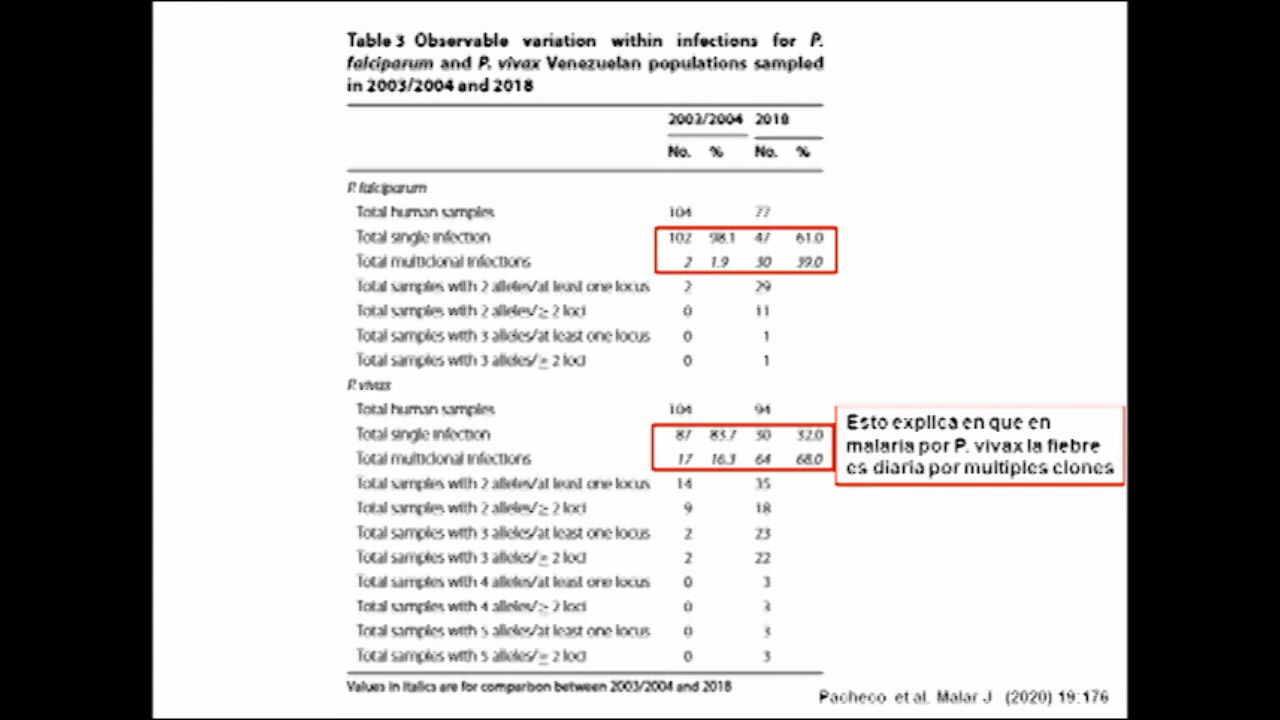 Table 3 Observable variation within infections for P.
falciparum and P. vivax Venezuelan populations sampled
in 2003/2004 and 2018
2003/2004 2018
No. % No. %
P. falciparum
Total human samples 104 77
Total single infection 102 98.1 47 61.0
Total multiclonal infections 2 1.9 30 39.0
Total samples with 2 alleles/at least one locus 2 29
Total samples with 2 alleles/≥ 2 loci 0 11
Total samples with 3 alleles/at least one locus 0 1
Total samples with 3 alleles/≥ 2 loci 0 1
P. vivax
Total human samples 104 94
Total single infection 87 83.7 30 32.0
Total multiclonal infections 17 16.3 64 68.0
Total samples with 2 alleles/at least one locus 14 35
Total samples with 2 alleles/≥ 2 loci 9 18
Total samples with 3 alleles/at least one locus 2 23
Total samples with 3 alleles/≥ 2 loci 2 22
Total samples with 4 alleles/at least one locus 0 3
Total samples with 4 alleles/≥ 2 loci 0 3
Total samples with 5 alleles/at least one locus 0 3
Total samples with 5 alleles/≥ 2 loci 0 3
Values in italics are for comparison between 2003/2004 and 2018
Esto explica en que en
malaria por P. vivax la fiebre
es diaria por multiples clones
Pacheco et al. Malar J (2020) 19:176